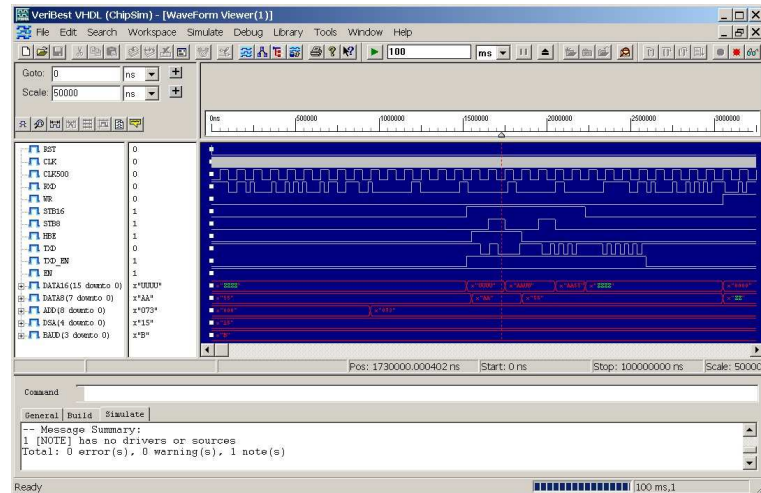 VeriBest VHDL (ChipSim) - [WaveForm Viewer(1)]
File Edit Search Workspace Simulate Debug Library Tools Window Help
100 ms
Goto: 0 ns
Scale: 50000 ns
0ns 500000 1000000 1500000 2000000 2500000 3000000
RST 0
CLK 0
CLK500 0
RXD 0
WR 0
STB16 1
STB8 1
HBE 1
TXD 0
TXD_EN 1
EN 1
DATA16(15 downto 0) x"UUUU"
DATA8(7 downto 0) x"AA"
ADD(8 downto 0) x"073"
DSA(4 downto 0) x"15"
BAUD(3 downto 0) x"B"
Pos: 1730000.000402 ns Start: 0 ns Stop: 100000000 ns Scale: 50000
Command
General Build Simulate
-- Message Summary:
1 [NOTE] has no drivers or sources
Total: 0 error(s), 0 warning(s), 1 note(s)
Ready 100 ms,1